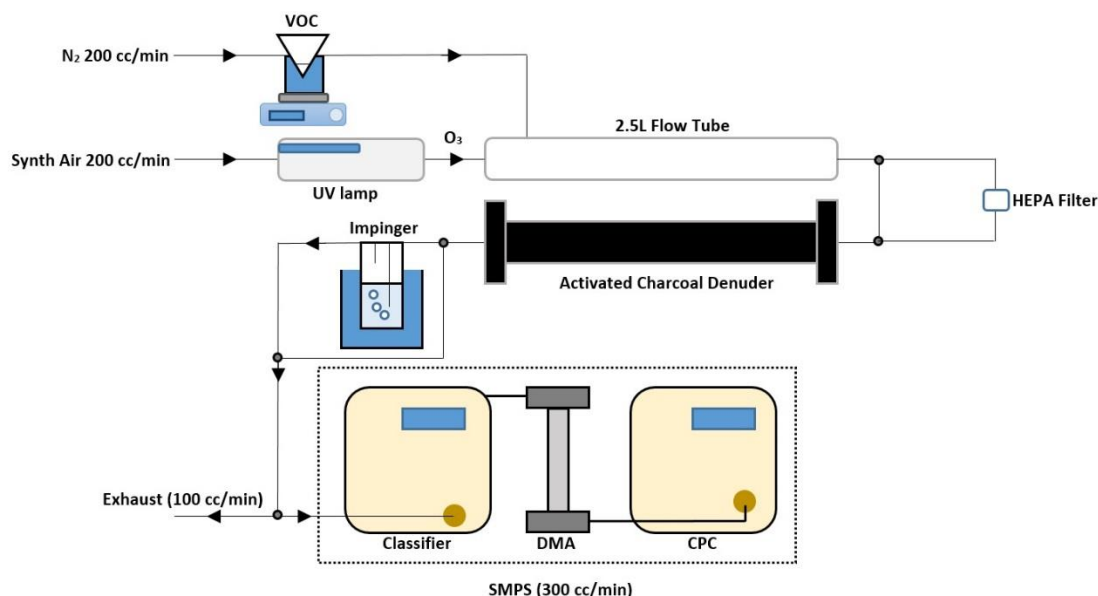 VOC
N₂ 200 cc/min
2.5L Flow Tube
O₃
Synth Air 200 cc/min
UV lamp
HEPA Filter
Impinger
Activated Charcoal Denuder
Exhaust (100 cc/min)
Classifier
DMA
CPC
SMPS (300 cc/min)